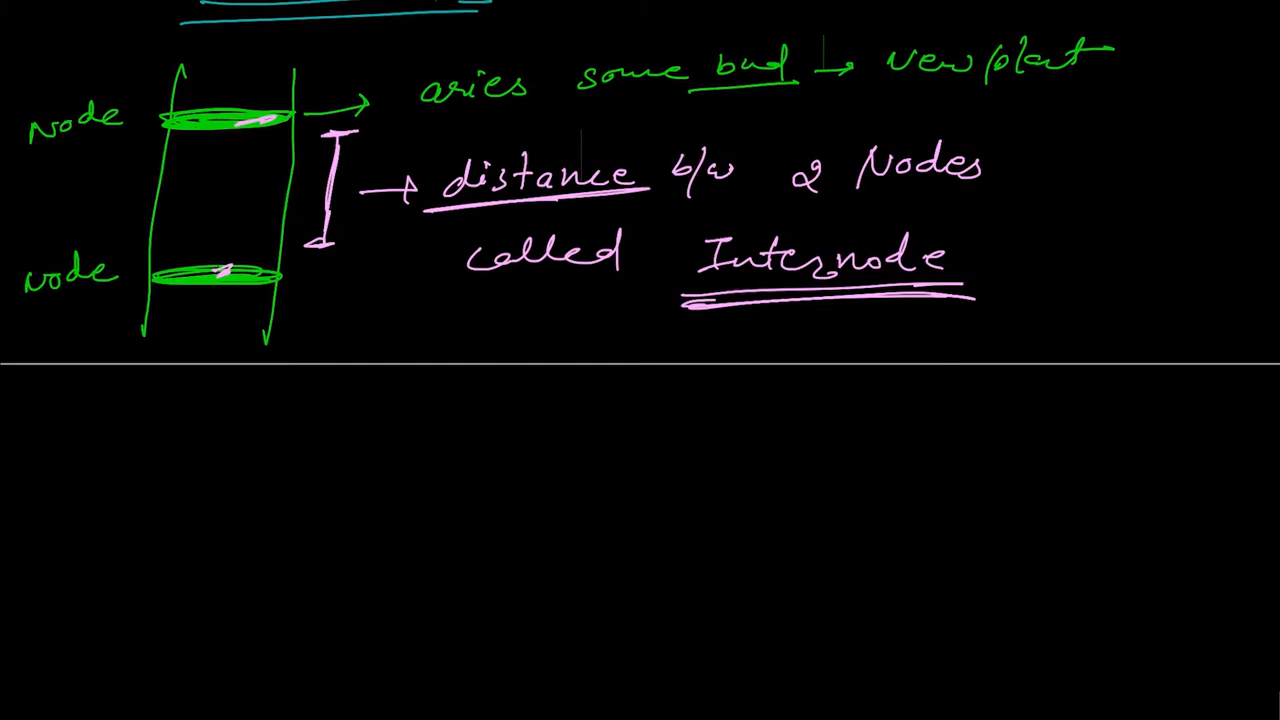 Node → aries some bud → New plant
→ distance b/w 2 Nodes
called Internode
Node